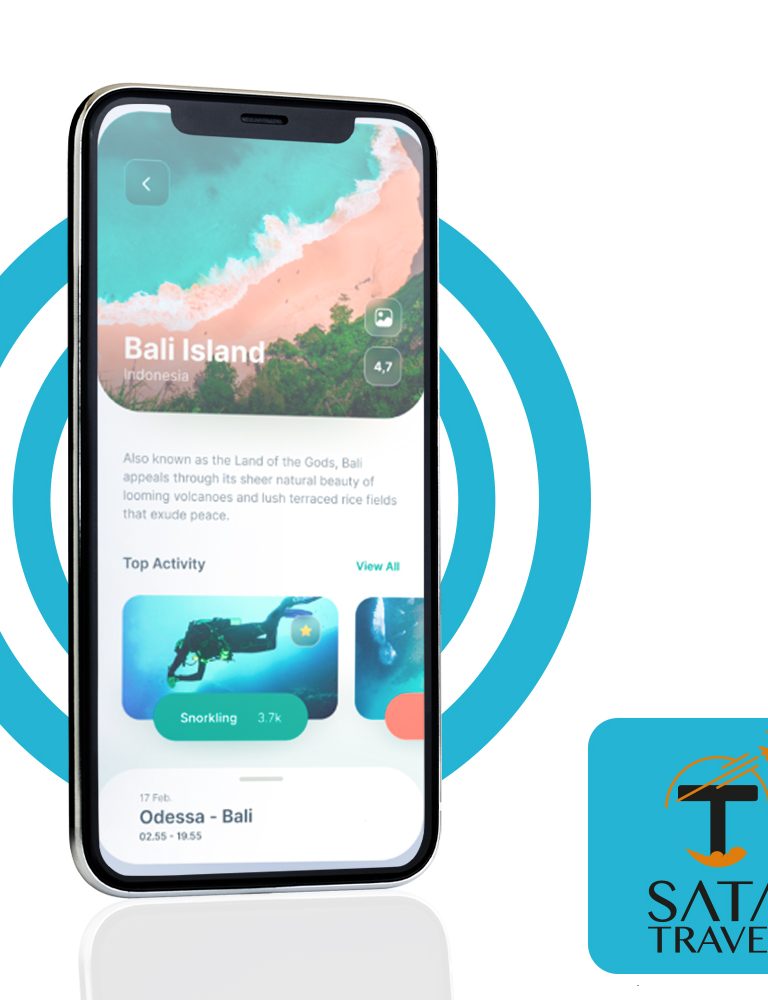 Bali Island
Indonesia
4,7
Also known as the Land of the Gods, Bali
appeals through its sheer natural beauty of
looming volcanoes and lush terraced rice fields
that exude peace.
Top Activity
View All
Snorkling 3.7k
17 Feb.
Odessa - Bali
02.55 - 19.55
T
SATA
TRAVE